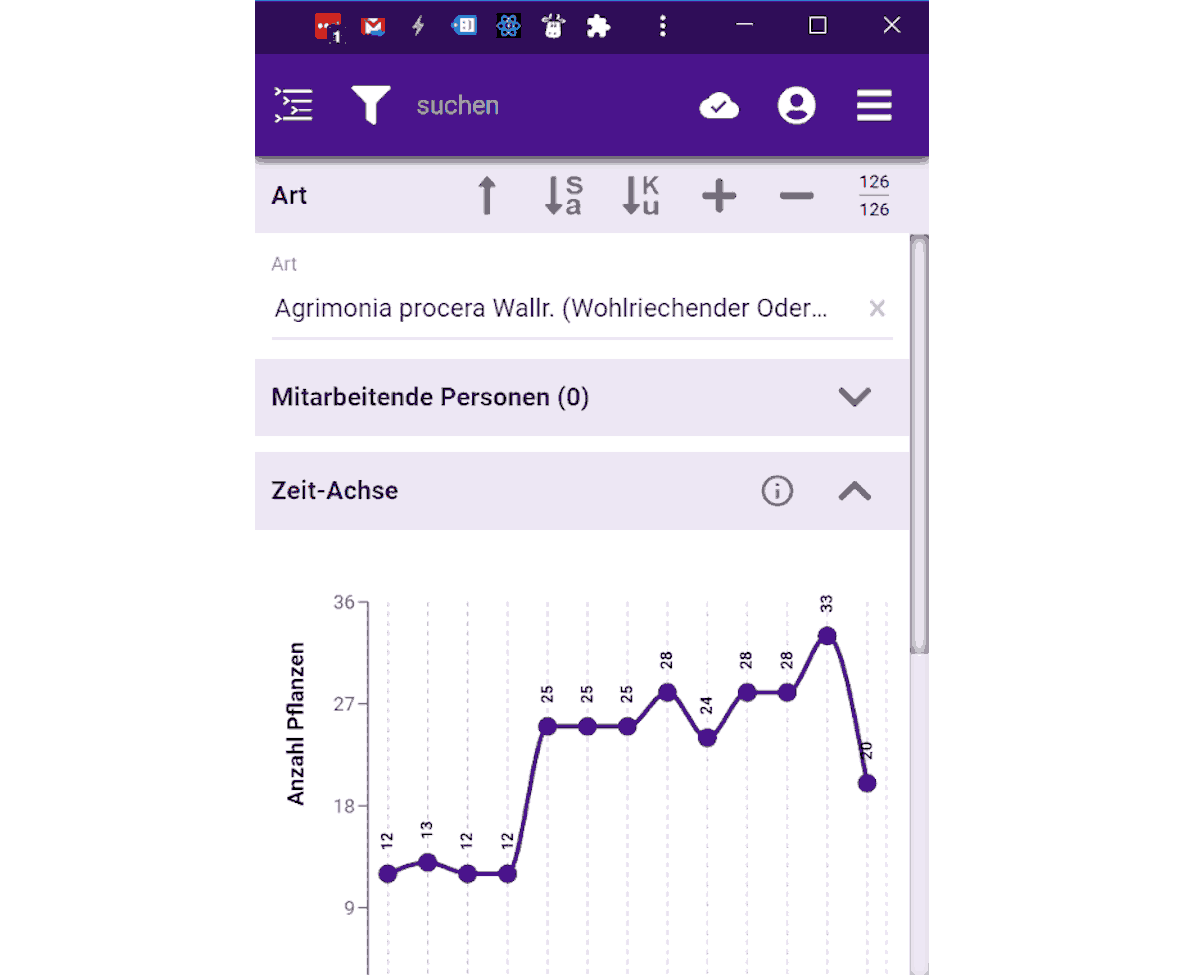 1
31
suchen
Art
S
a
K
u
126
126
Art
Agrimonia procera Wallr. (Wohlriechender Oder...
Mitarbeitende Personen (0)
Zeit-Achse
Anzahl Pflanzen
36
27
18
9
12
13
12
12
25
25
25
28
24
28
28
33
20